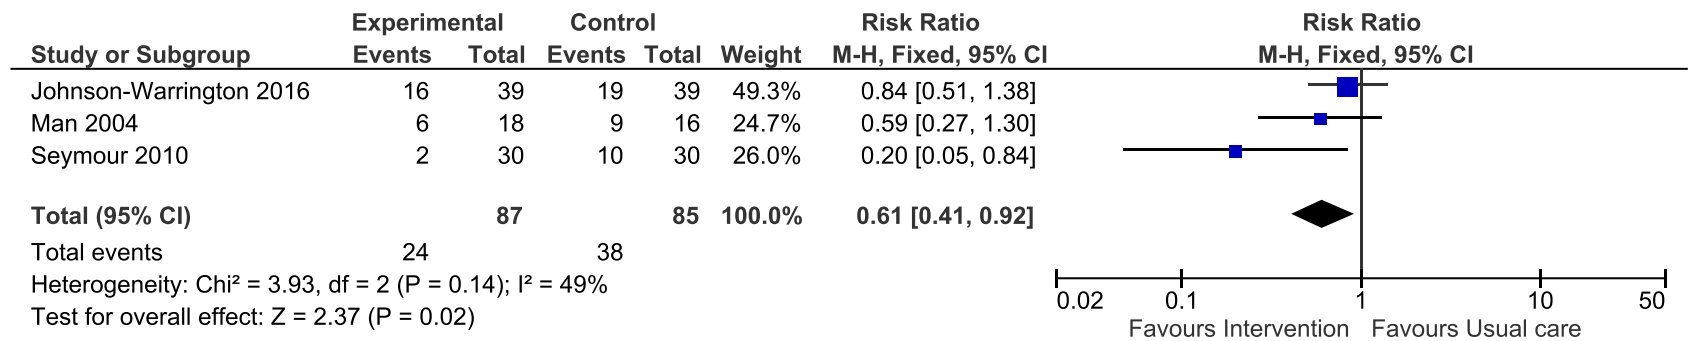 Experimental Control Risk Ratio Risk Ratio
Study or Subgroup Events Total Events Total Weight M-H, Fixed, 95% CI M-H, Fixed, 95% CI
Johnson-Warrington 2016 16 39 19 39 49.3% 0.84 [0.51, 1.38]
Man 2004 6 18 9 16 24.7% 0.59 [0.27, 1.30]
Seymour 2010 2 30 10 30 26.0% 0.20 [0.05, 0.84]
Total (95% CI) 87 85 100.0% 0.61 [0.41, 0.92]
Total events 24 38
Heterogeneity: Chi² = 3.93, df = 2 (P = 0.14); I² = 49%
Test for overall effect: Z = 2.37 (P = 0.02)
0.02 0.1 1 10 50
Favours Intervention Favours Usual care